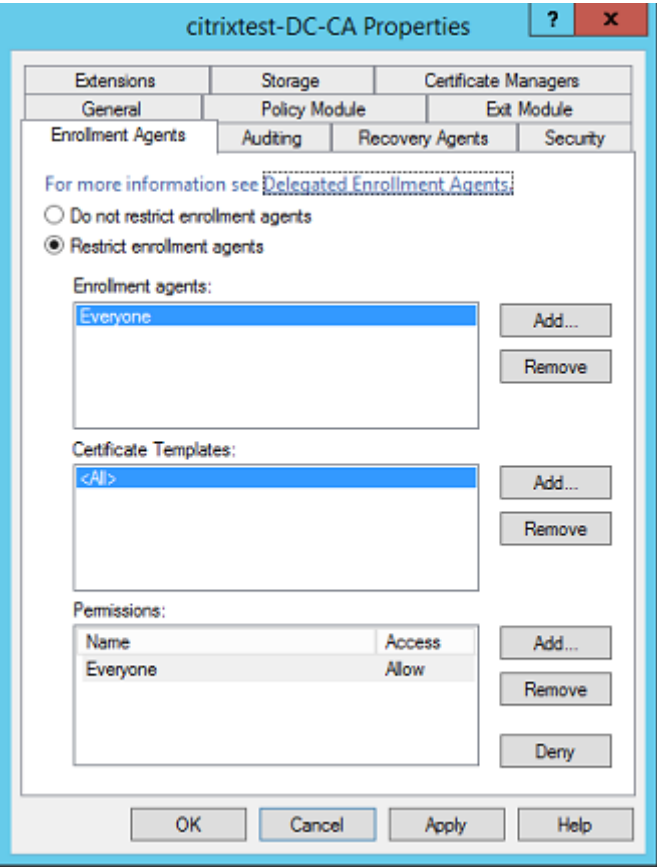 citrixtest-DC-CA Properties
?
x
Extensions
Storage
Certificate Managers
General
Policy Module
Exit Module
Enrollment Agents
Auditing
Recovery Agents
Security
For more information see Delegated Enrollment Agents.
Do not restrict enrollment agents
Restrict enrollment agents
Enrollment agents:
Everyone
Add...
Remove
Certificate Templates:
<All>
Add...
Remove
Permissions:
Name
Access
Everyone
Allow
Add...
Remove
Deny
OK
Cancel
Apply
Help